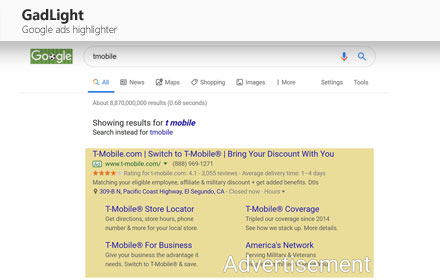 GadLight
Google ads highlighter
Google
tmobile
All News Maps Shopping Images More Settings Tools
About 8,870,000,000 results (0.68 seconds)
Showing results for t mobile
Search instead for tmobile
T-Mobile.com | Switch to T-Mobile® | Bring Your Discount With You
Ad www.t-mobile.com/ (888) 969-1271
Rating for t-mobile.com: 4.1 - 3,055 reviews - Average delivery time: 1–4 days
Matching your eligible employee, affiliate & military discount + get added benefits. Dtls
309-B N, Pacific Coast Highway, El Segundo, CA - Closed now · Hours
T-Mobile® Store Locator T-Mobile® Coverage
Get directions, store hours, phone Tripled our coverage since 2014
number & more for your local store. See how we stack up. More details.
T-Mobile® For Business America's Network
Give your business the advantage it Serving Military & Veterans
needs. Switch to T-Mobile® & save.
Advertisement